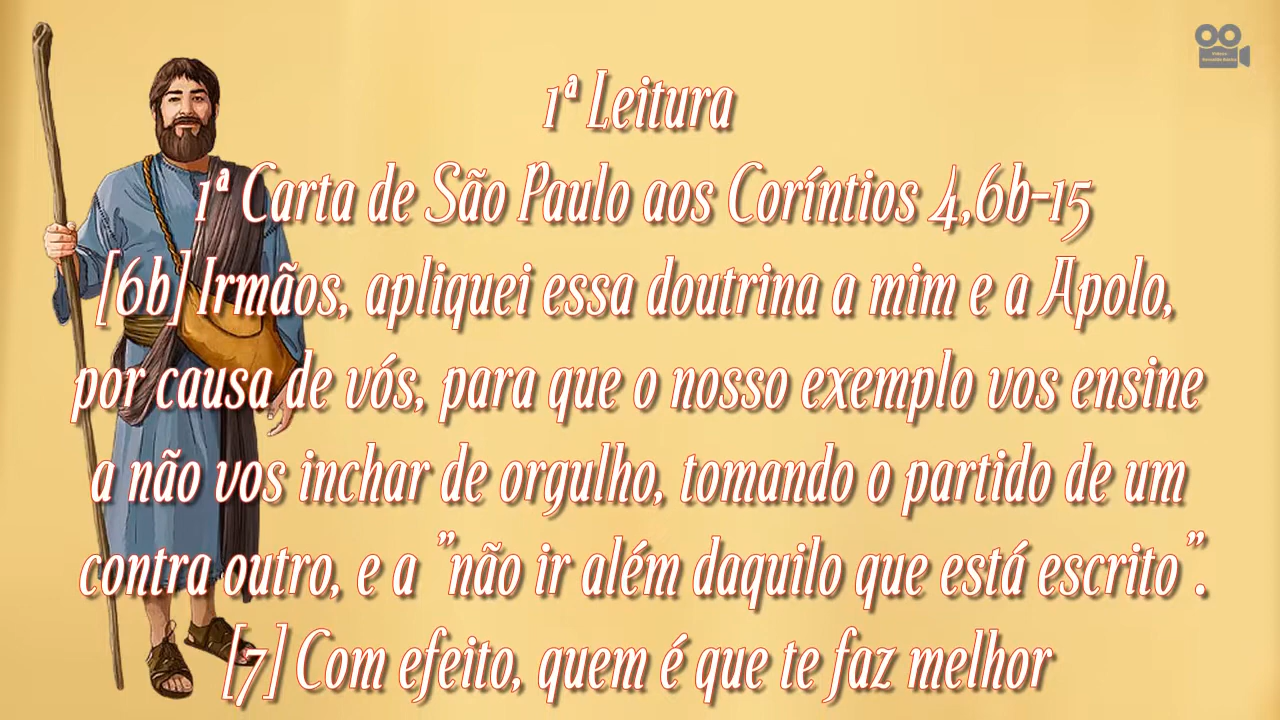 1ª Leitura
1ª Carta de São Paulo aos Coríntios 4,6b-15
[6b] Irmãos, apliquei essa doutrina a mim e a Apolo,
por causa de vós, para que o nosso exemplo vos ensine
a não vos inchar de orgulho, tomando o partido de um
contra outro, e a "não ir além daquilo que está escrito".
[7] Com efeito, quem é que te faz melhor